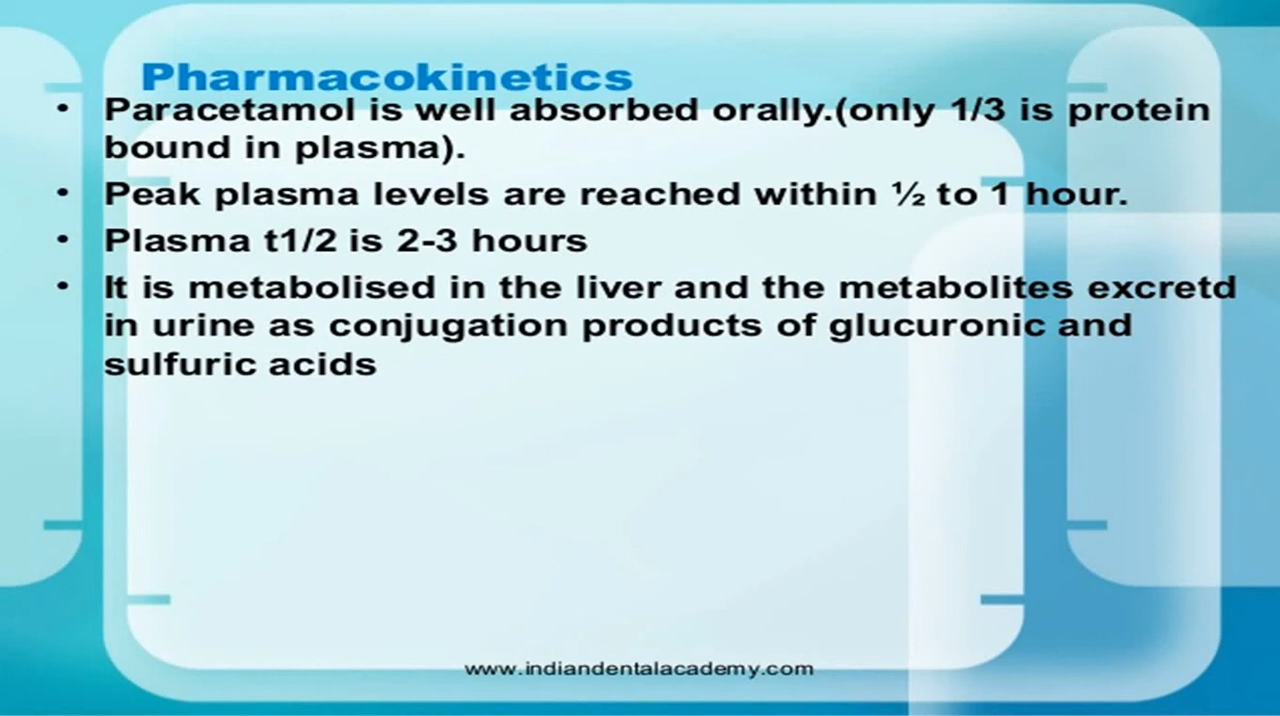 Pharmacokinetics
• Paracetamol is well absorbed orally.(only 1/3 is protein
bound in plasma).
• Peak plasma levels are reached within ½ to 1 hour.
• Plasma t1/2 is 2-3 hours
• It is metabolised in the liver and the metabolites excretd
in urine as conjugation products of glucuronic and
sulfuric acids
www.indiandentalacademy.com